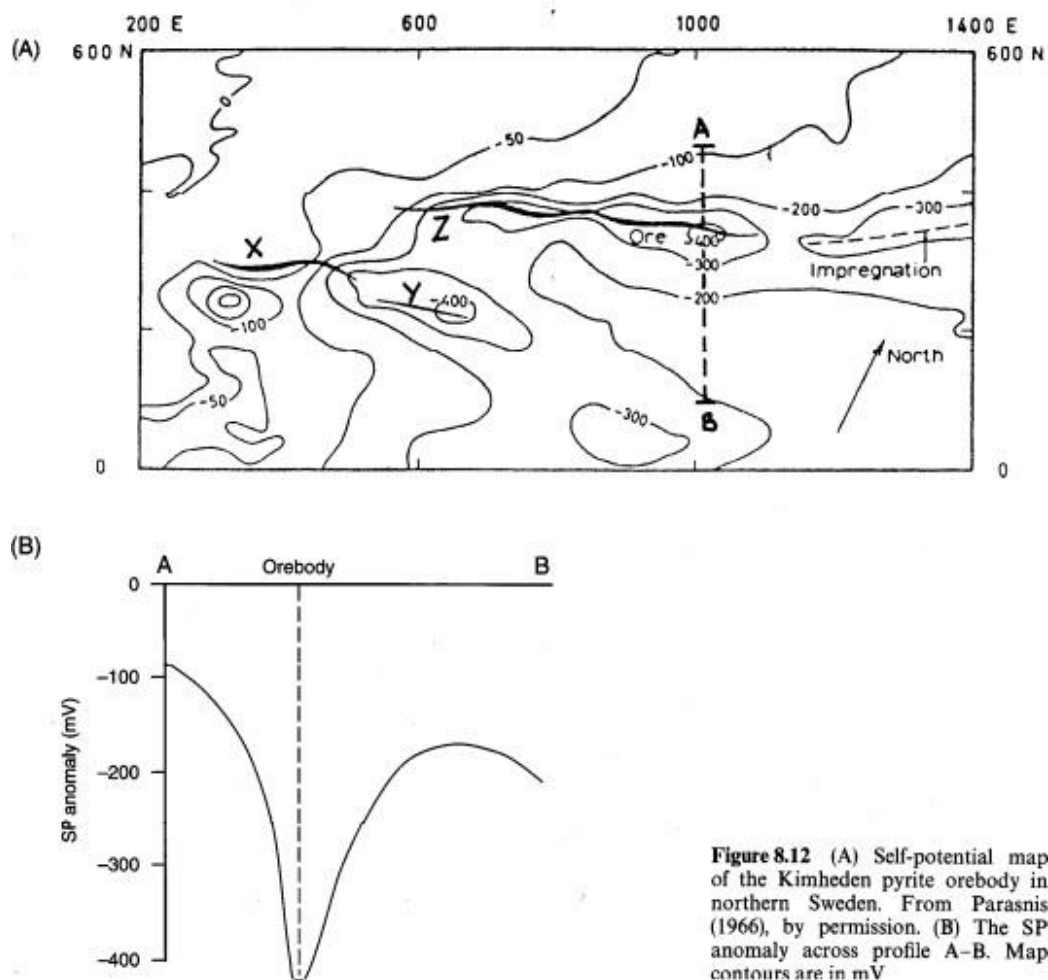 200 E 600 1000 1400 E
(A) 600 N 600 N
0
-50
A
-100
-200
-300
X
Z
Ore -400
-300
Impregnation
Y -400
-200
-100
North
-50
-300
B
0 0
(B)
A Orebody B
0
-100
-200
-300
-400
SP anomaly (mV)
Figure 8.12 (A) Self-potential map
of the Kimheden pyrite orebody in
northern Sweden. From Parasnis
(1966), by permission. (B) The SP
anomaly across profile A–B. Map
contours are in mV